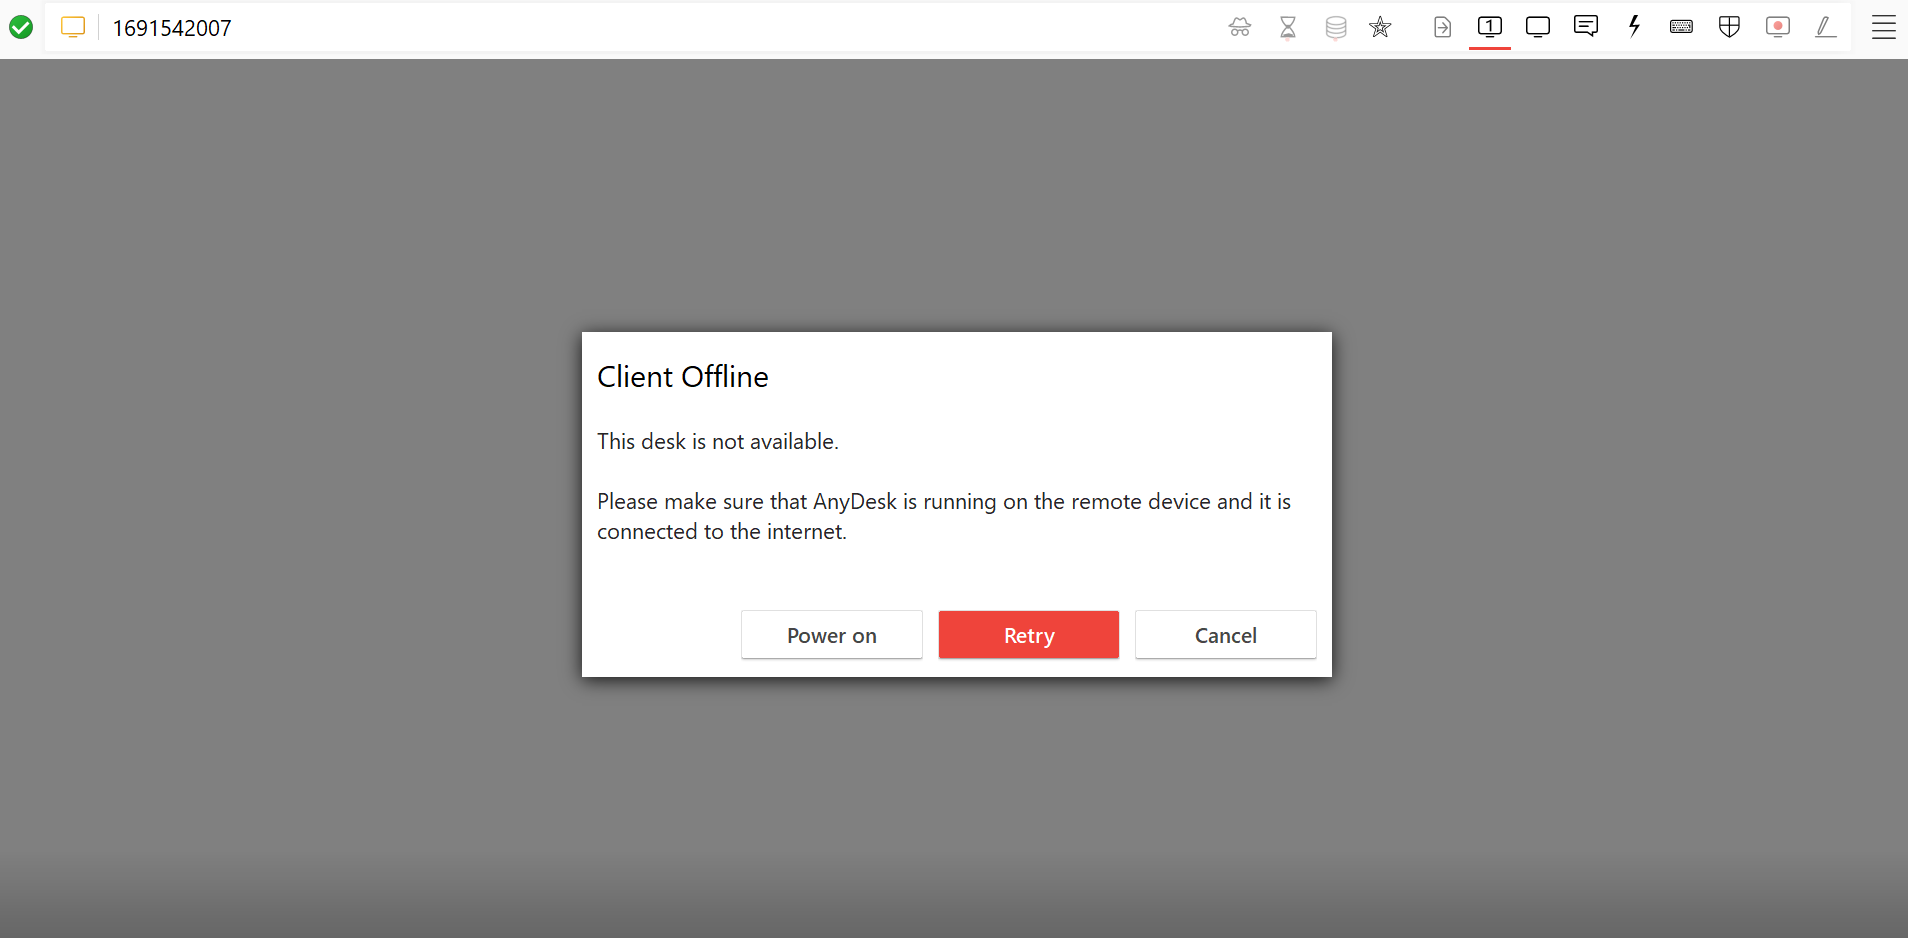 1691542007
1
Client Offline
This desk is not available.
Please make sure that AnyDesk is running on the remote device and it is
connected to the internet.
Power on
Retry
Cancel